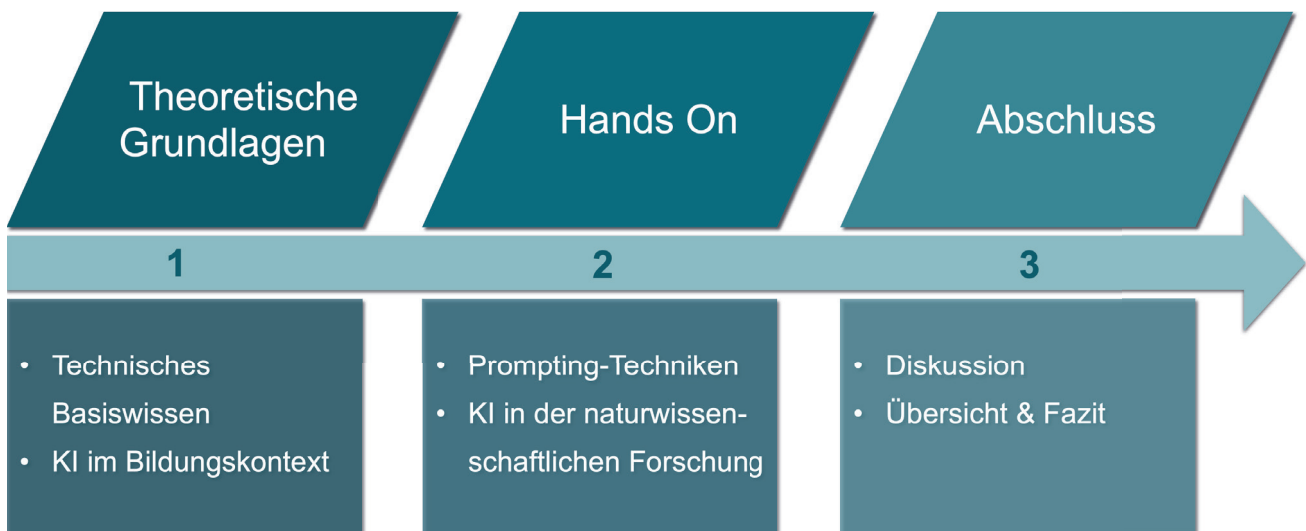 Theoretische
Grundlagen
Hands On
Abschluss
1
2
3
• Technisches
Basiswissen
• KI im Bildungskontext
• Prompting-Techniken
• KI in der naturwissen-
schaftlichen Forschung
• Diskussion
• Übersicht & Fazit